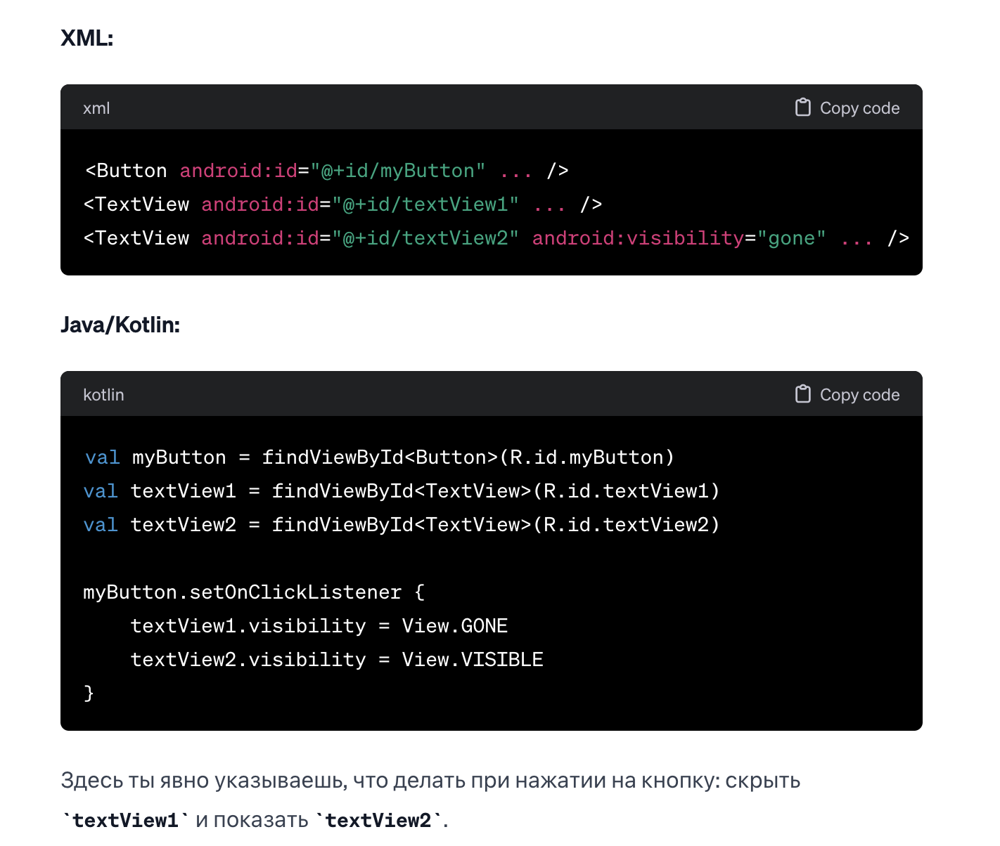 XML:
xml
Copy code
<Button android:id="@+id/myButton" ... />
<TextView android:id="@+id/textView1" ... />
<TextView android:id="@+id/textView2" android:visibility="gone" ... />
Java/Kotlin:
kotlin
Copy code
val myButton = findViewById<Button>(R.id.myButton)
val textView1 = findViewById<TextView>(R.id.textView1)
val textView2 = findViewById<TextView>(R.id.textView2)
myButton.setOnClickListener {
    textView1.visibility = View.GONE
    textView2.visibility = View.VISIBLE
}
Здесь ты явно указываешь, что делать при нажатии на кнопку: скрыть
`textView1` и показать `textView2`.